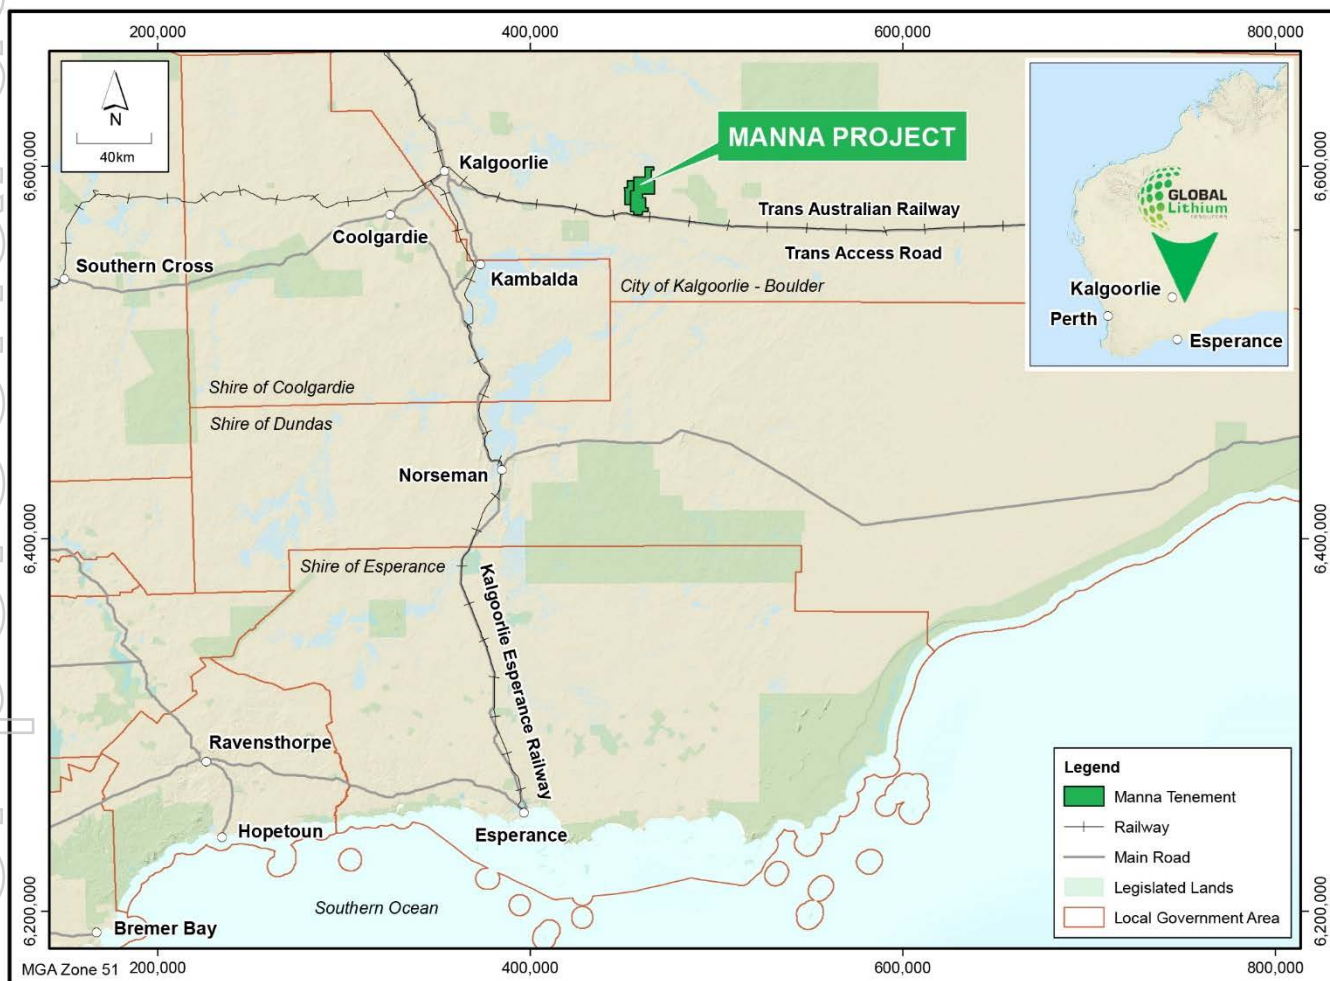 200,000
400,000
600,000
800,000
N
40km
MANNA PROJECT
GLOBAL
Lithium
RESOURCES
Kalgoorlie
Perth
Esperance
6,600,000
6,600,000
Kalgoorlie
Trans Australian Railway
Coolgardie
Trans Access Road
Southern Cross
Kambalda
City of Kalgoorlie - Boulder
Shire of Coolgardie
Shire of Dundas
Norseman
6,400,000
6,400,000
Shire of Esperance
Kalgoorlie Esperance Railway
Ravensthorpe
Hopetoun
Esperance
Southern Ocean
Bremer Bay
6,200,000
6,200,000
Legend
Manna Tenement
Railway
Main Road
Legislated Lands
Local Government Area
MGA Zone 51
200,000
400,000
600,000
800,000